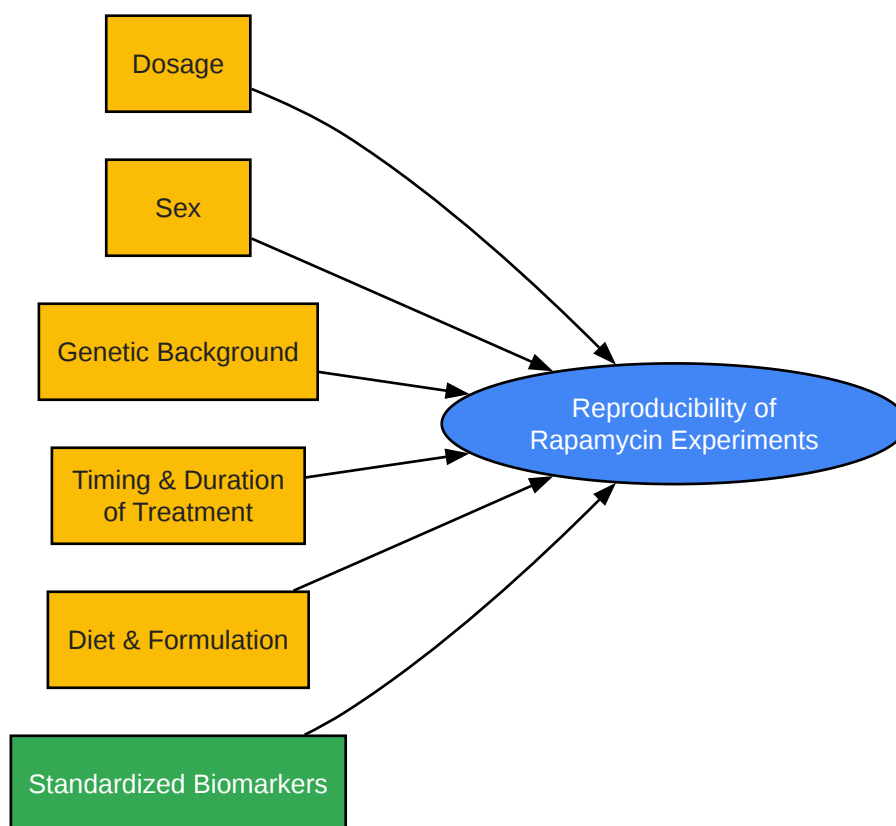 Dosage
Sex
Genetic Background
Reproducibility of
Rapamycin Experiments
Timing & Duration
of Treatment
Diet & Formulation
Standardized Biomarkers